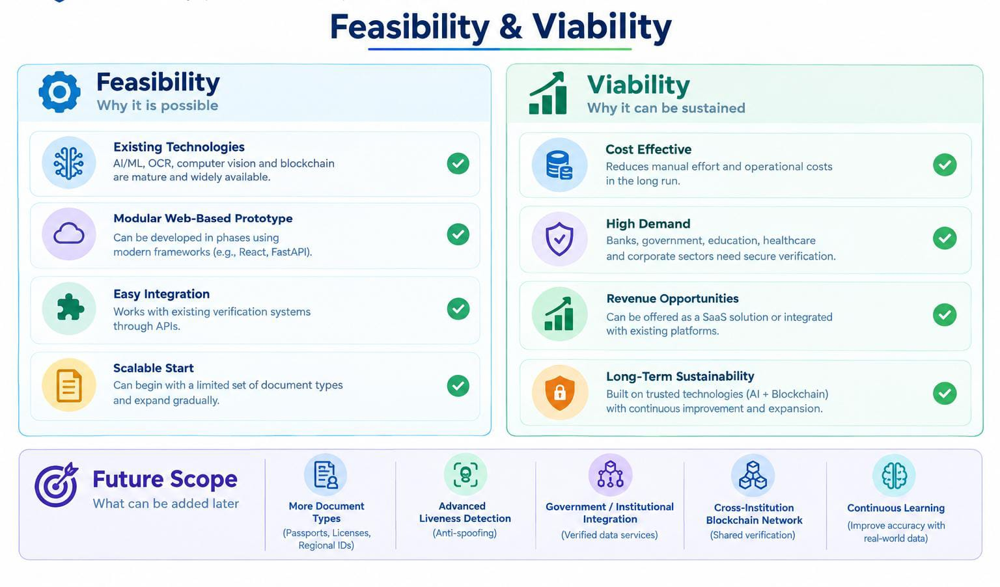 Feasibility & Viability
Feasibility
Why it is possible
Existing Technologies
AI/ML, OCR, computer vision and blockchain
are mature and widely available.
Modular Web-Based Prototype
Can be developed in phases using
modern frameworks (e.g., React, FastAPI).
Easy Integration
Works with existing verification systems
through APIs.
Scalable Start
Can begin with a limited set of document types
and expand gradually.
Viability
Why it can be sustained
Cost Effective
Reduces manual effort and operational costs
in the long run.
High Demand
Banks, government, education, healthcare
and corporate sectors need secure verification.
Revenue Opportunities
Can be offered as a SaaS solution or integrated
with existing platforms.
Long-Term Sustainability
Built on trusted technologies (AI + Blockchain)
with continuous improvement and expansion.
Future Scope
What can be added later
More Document
Types
(Passports, Licenses,
Regional IDs)
Advanced
Liveness Detection
(Anti-spoofing)
Government / Institutional
Integration
(Verified data services)
Cross-Institution
Blockchain Network
(Shared verification)
Continuous Learning
(Improve accuracy with
real-world data)